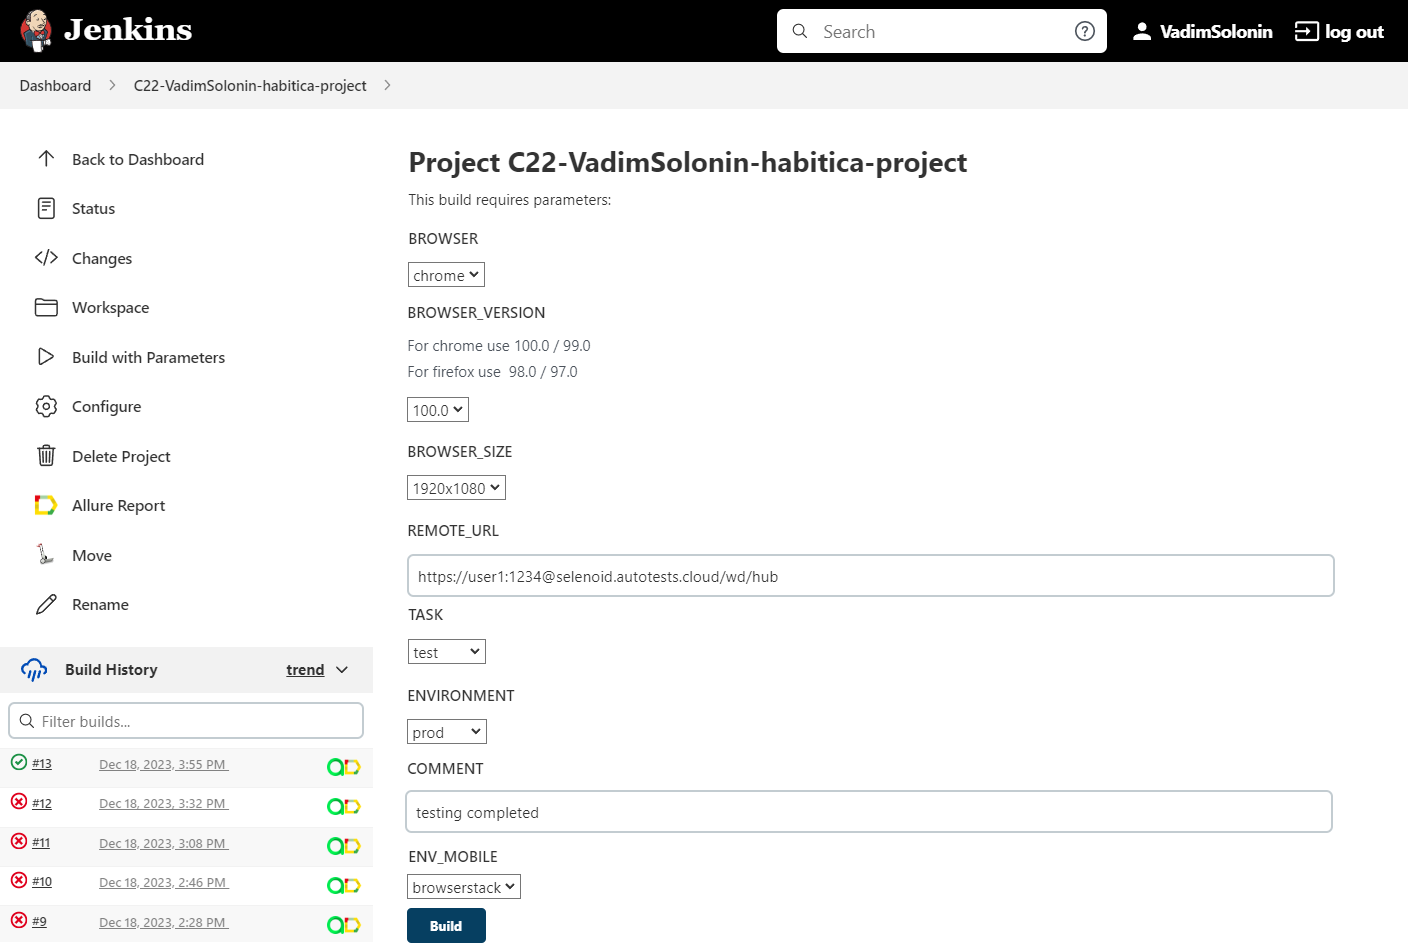 Jenkins
Search
VadimSolonin
log out
Dashboard
C22-VadimSolonin-habitica-project
Back to Dashboard
Status
Changes
Workspace
Build with Parameters
Configure
Delete Project
Allure Report
Move
Rename
Build History
trend
Filter builds...
#13 Dec 18, 2023, 3:55 PM
#12 Dec 18, 2023, 3:32 PM
#11 Dec 18, 2023, 3:08 PM
#10 Dec 18, 2023, 2:46 PM
#9 Dec 18, 2023, 2:28 PM
Project C22-VadimSolonin-habitica-project
This build requires parameters:
BROWSER
chrome
BROWSER_VERSION
For chrome use 100.0 / 99.0
For firefox use 98.0 / 97.0
100.0
BROWSER_SIZE
1920x1080
REMOTE_URL
https://user1:1234@selenoid.autotests.cloud/wd/hub
TASK
test
ENVIRONMENT
prod
COMMENT
testing completed
ENV_MOBILE
browserstack
Build